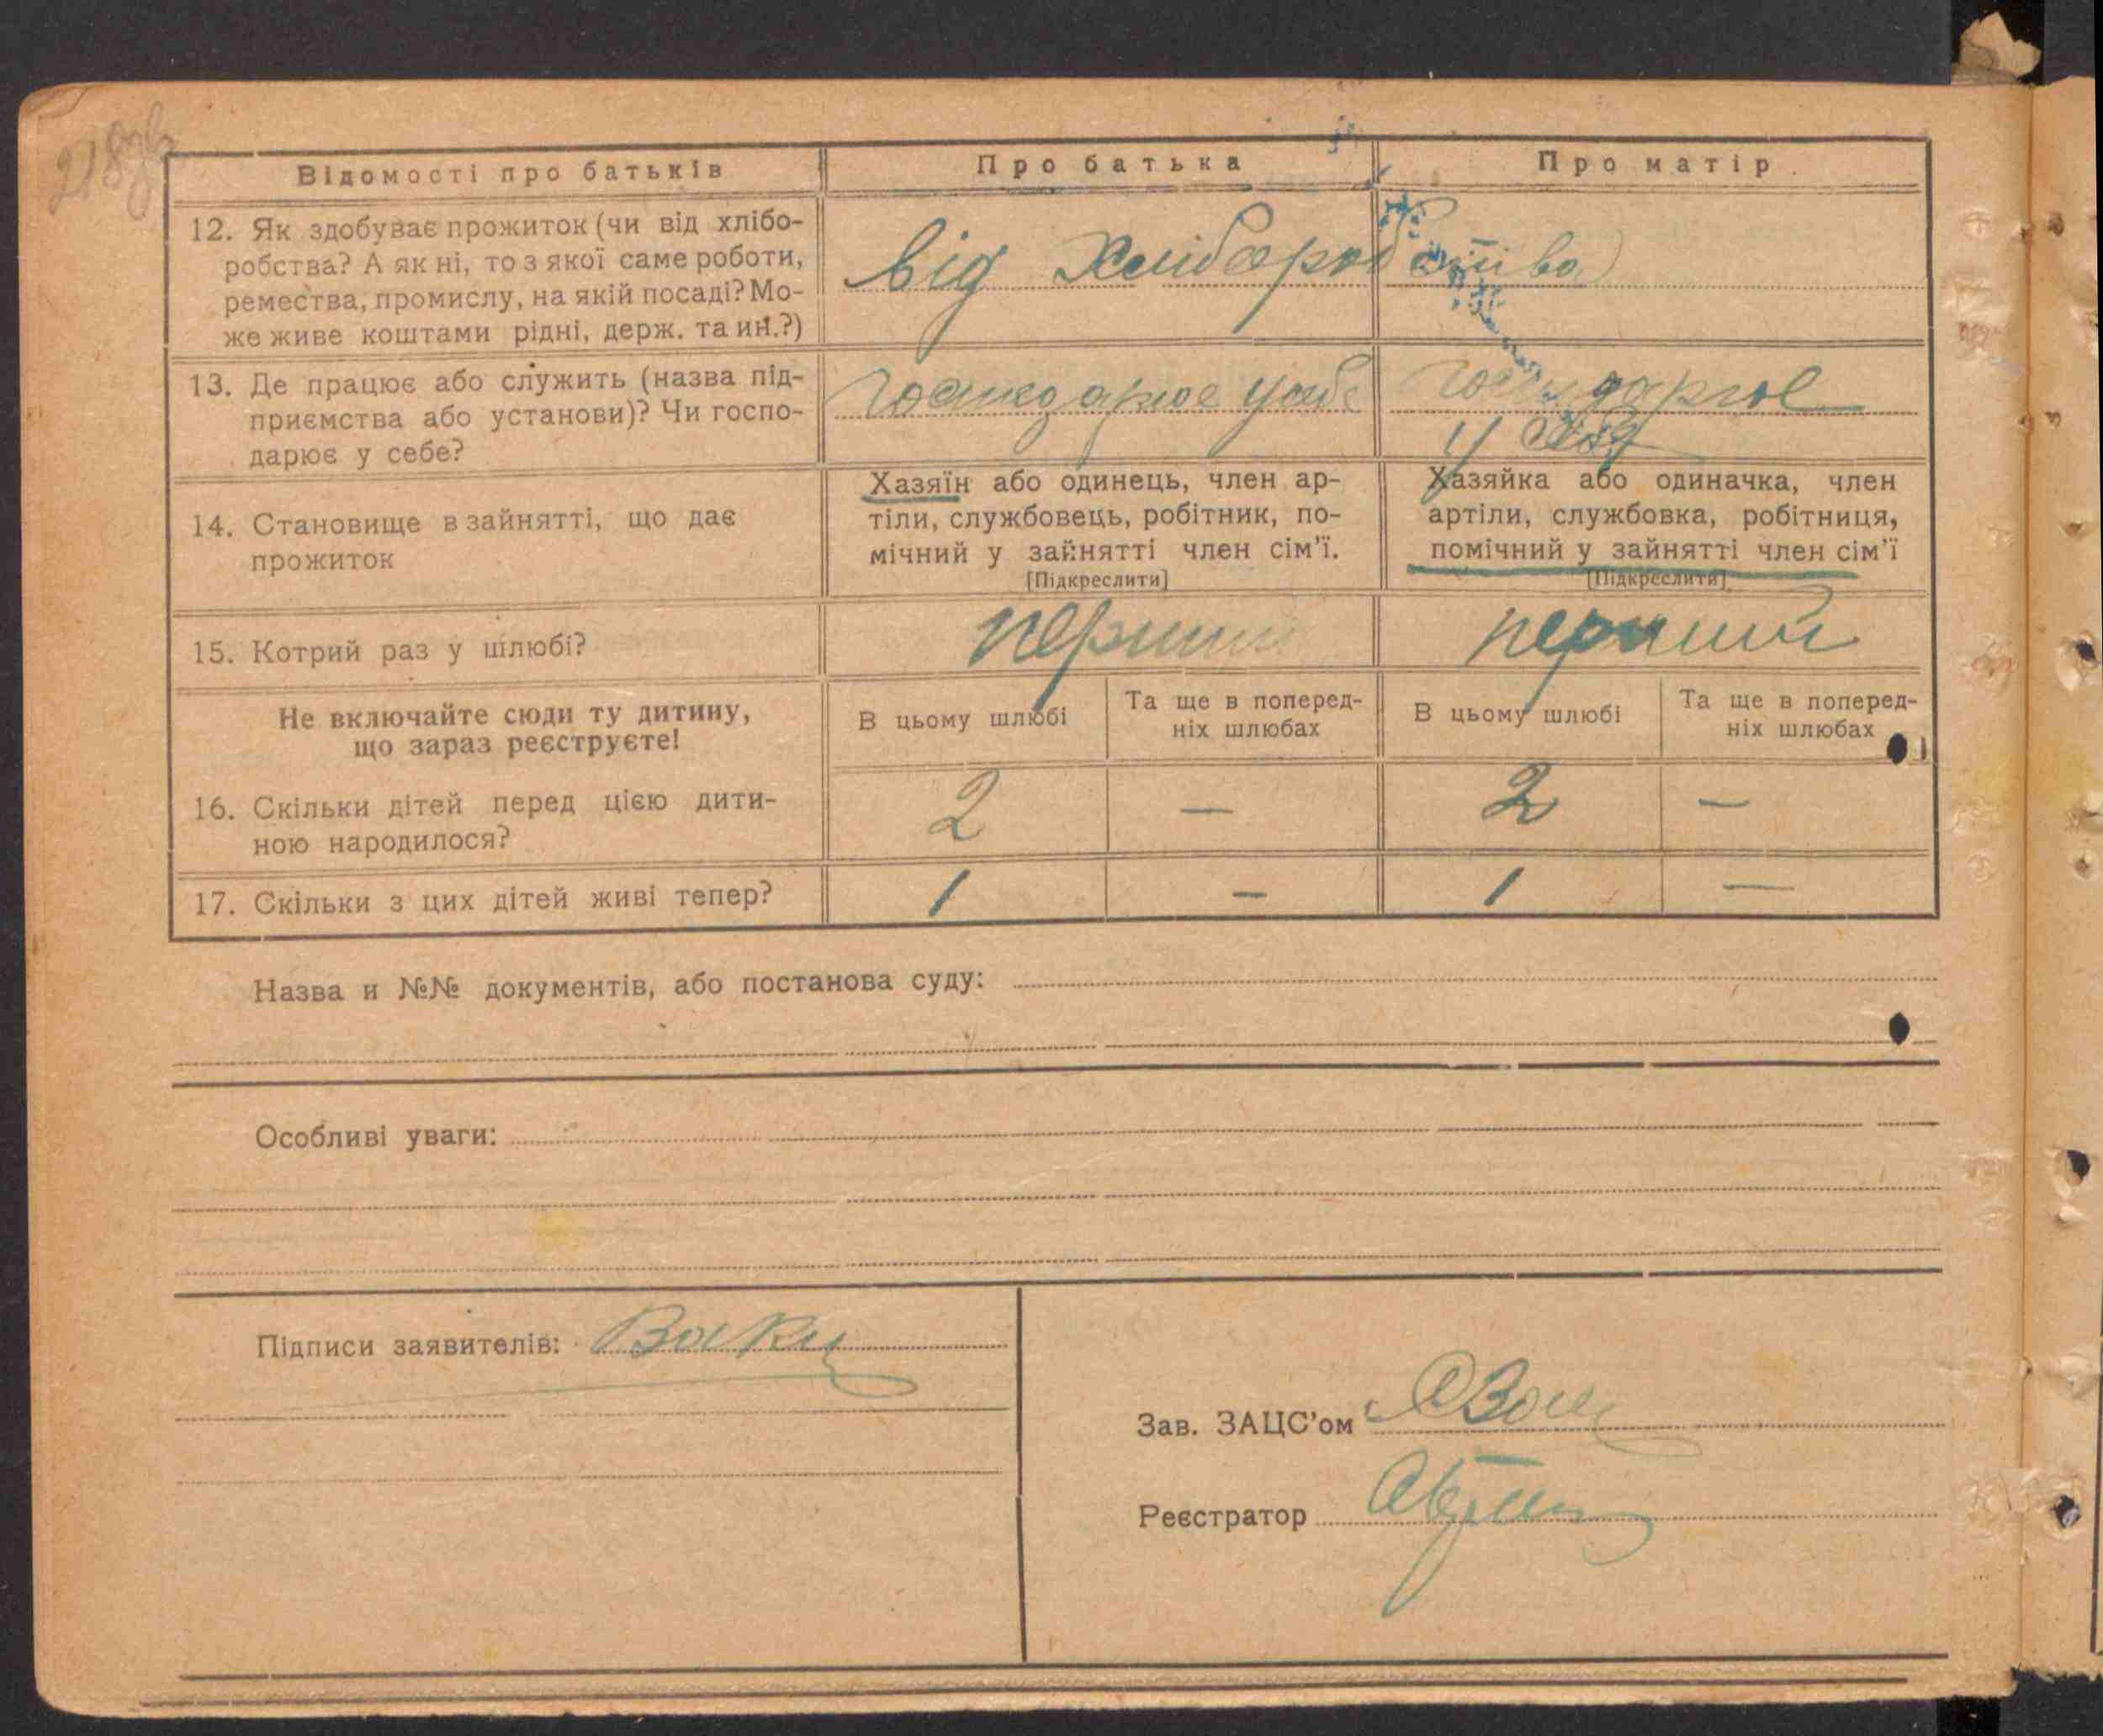 218 зв
Відомості про батьків
Про батька
Про матір
12. Як здобуває прожиток (чи від хлібо-
робства? А як ні, то з якої саме роботи,
ремества, промислу, на якій посаді? Мо-
же живе коштами рідні, держ. та ин.?)
від Хліборобства
13. Де працює або служить (назва під-
приємства або установи)? Чи госпо-
дарює у себе?
господарює у себе
господарює
у себе
14. Становище в зайнятті, що дає
прожиток
Хазяїн або одинець, член ар-
тіли, службовець, робітник, по-
мічний у зайнятті член сім'ї.
[Підкреслити]
Хазяйка або одиначка, член
артіли, службовка, робітниця,
помічний у зайнятті член сім'ї
[Підкреслити]
15. Котрий раз у шлюбі?
перший
перший
Не включайте сюди ту дитину,
що зараз реєструєте!
В цьому шлюбі
Та ще в поперед-
ніх шлюбах
В цьому шлюбі
Та ще в поперед-
ніх шлюбах
16. Скільки дітей перед цією дити-
ною народилося?
2 — 2 —
17. Скільки з цих дітей живі тепер?
1 — 1 —
Назва и №№ документів, або постанова суду:
Особливі уваги:
Підписи заявителів:
Зав. ЗАЦС'ом
Реєстратор